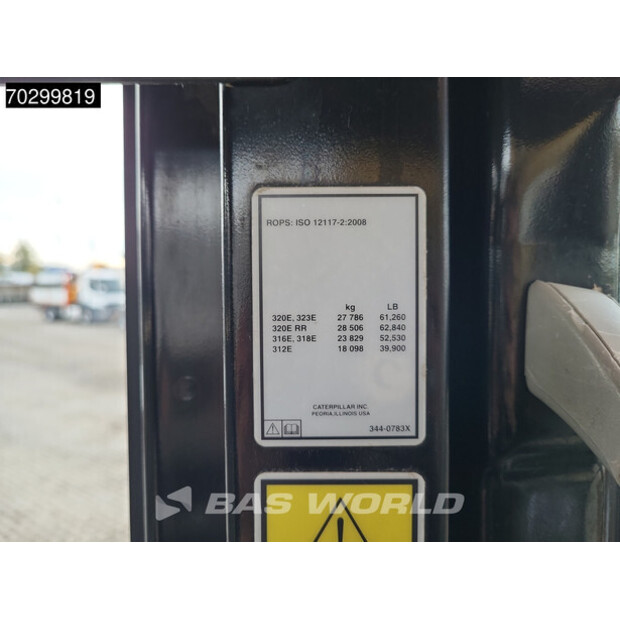 70299819
ROPS: ISO 12117-2:2008
kg LB
320E, 323E 27 786 61,260
320E RR 28 506 62,840
316E, 318E 23 829 52,530
312E 18 098 39,900
CATERPILLAR INC.
PEORIA, ILLINOIS USA
344-0783X
BAS WORLD